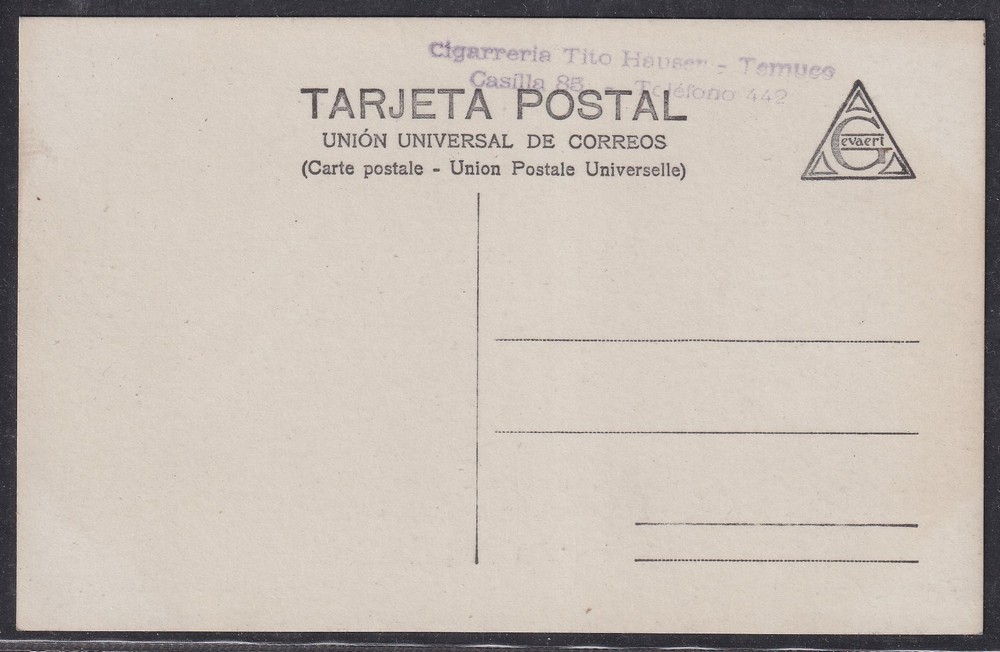 Cigarreria Tito Hauser - Temuco
Casilla 85 - Teléfono 442
TARJETA POSTAL
UNIÓN UNIVERSAL DE CORREOS
(Carte postale - Union Postale Universelle)
Gevaert